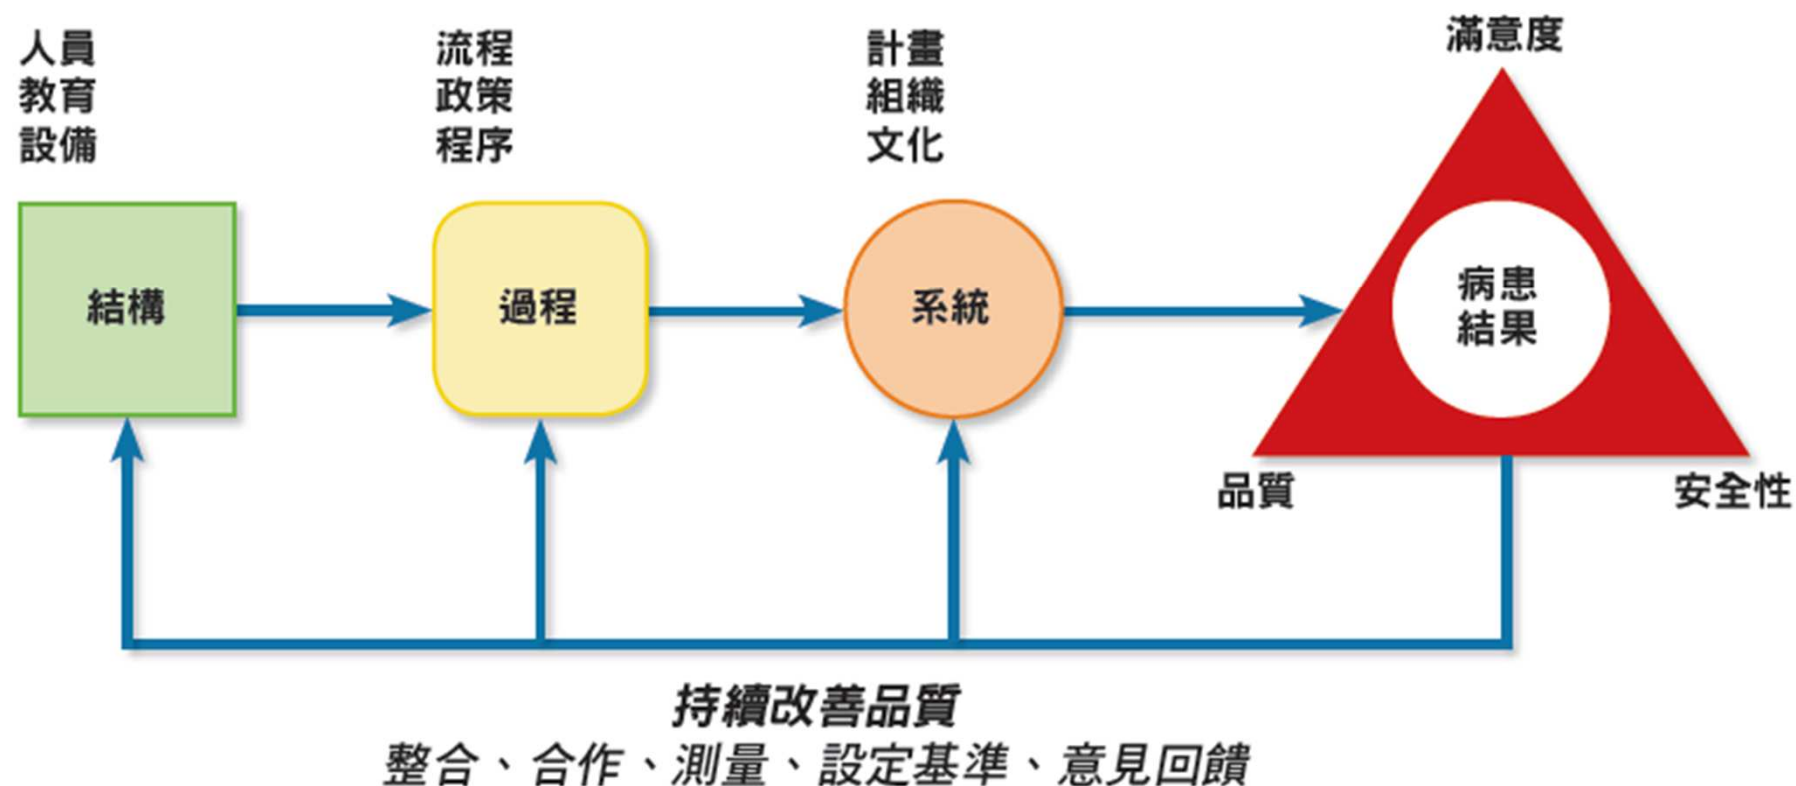 人員
教育
設備
流程
政策
程序
計畫
組織
文化
滿意度
結構
過程
系統
病患
結果
品質
安全性
持續改善品質
整合、合作、測量、設定基準、意見回饋